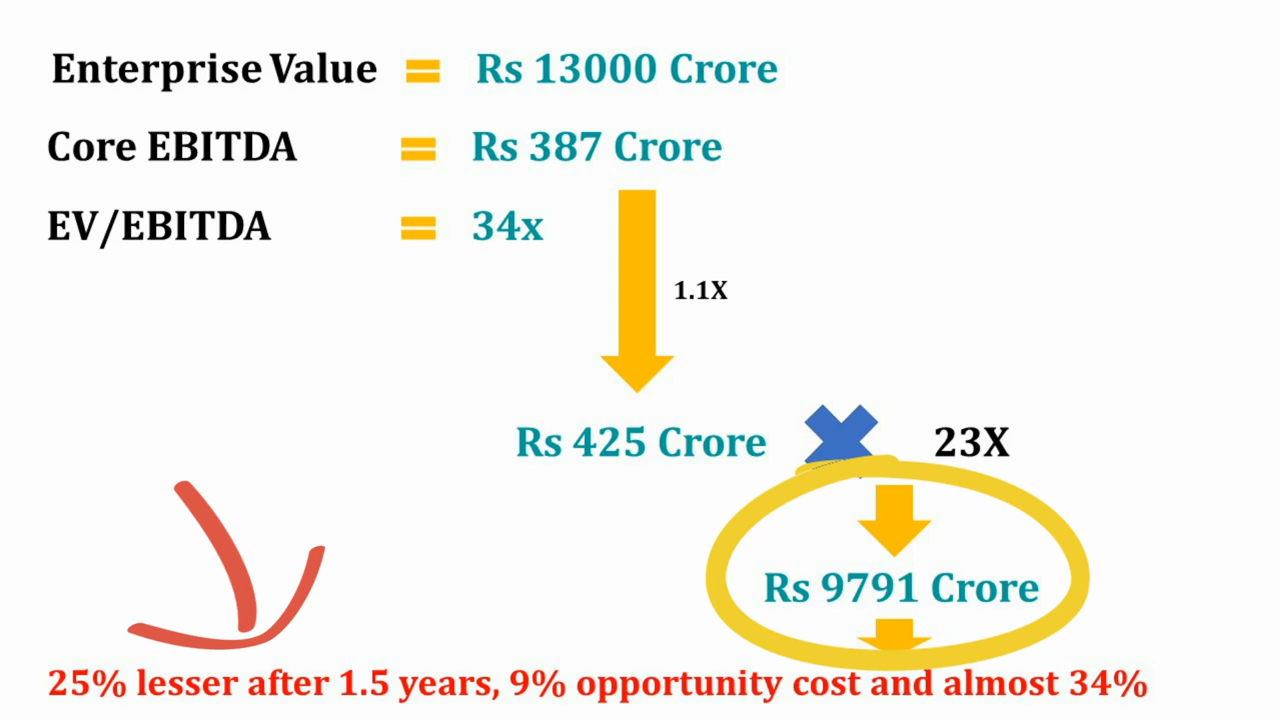 Enterprise Value = Rs 13000 Crore
Core EBITDA = Rs 387 Crore
EV/EBITDA = 34x
1.1X
Rs 425 Crore ✖ 23X
Rs 9791 Crore
25% lesser after 1.5 years, 9% opportunity cost and almost 34%